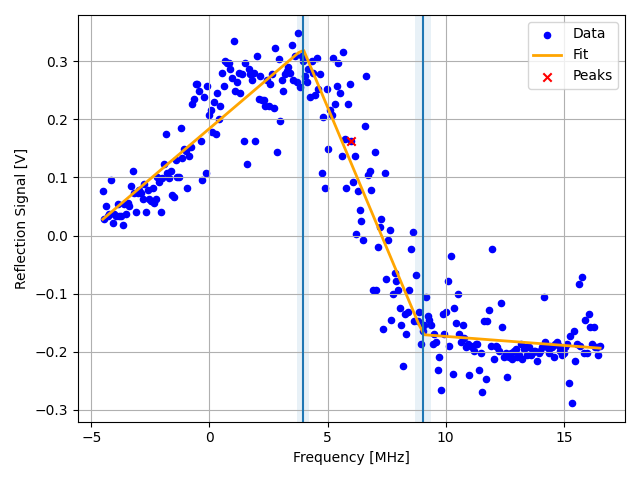 Data
Fit
Peaks
0.3
0.2
0.1
0.0
−0.1
−0.2
−0.3
Reflection Signal [V]
−5
0
5
10
15
Frequency [MHz]